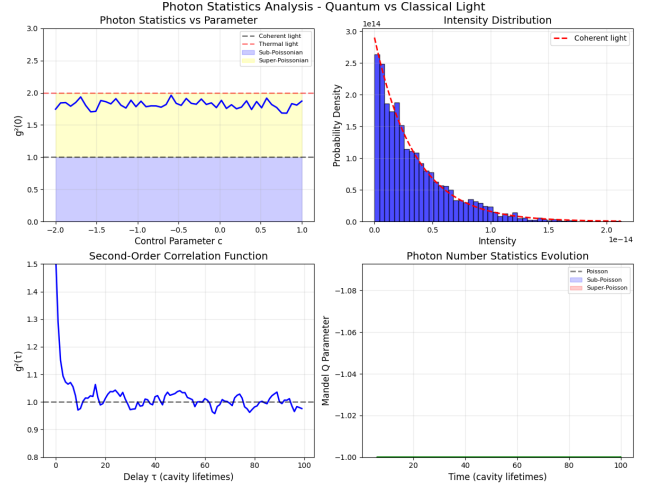 Photon Statistics Analysis - Quantum vs Classical Light
Photon Statistics vs Parameter
g²(0)
3.0
2.5
2.0
1.5
1.0
0.5
0.0
Coherent light
Thermal light
Sub-Poissonian
Super-Poissonian
−2.0 −1.5 −1.0 −0.5 0.0 0.5 1.0
Control Parameter c
Intensity Distribution
1e14
Probability Density
3.0
2.5
2.0
1.5
1.0
0.5
0.0
Coherent light
0.0 0.5 1.0 1.5 2.0
1e−14
Intensity
Second-Order Correlation Function
g²(τ)
1.5
1.4
1.3
1.2
1.1
1.0
0.9
0.8
0 20 40 60 80 100
Delay τ (cavity lifetimes)
Photon Number Statistics Evolution
Mandel Q Parameter
−1.08
−1.06
−1.04
−1.02
−1.00
Poisson
Sub-Poisson
Super-Poisson
20 40 60 80 100
Time (cavity lifetimes)